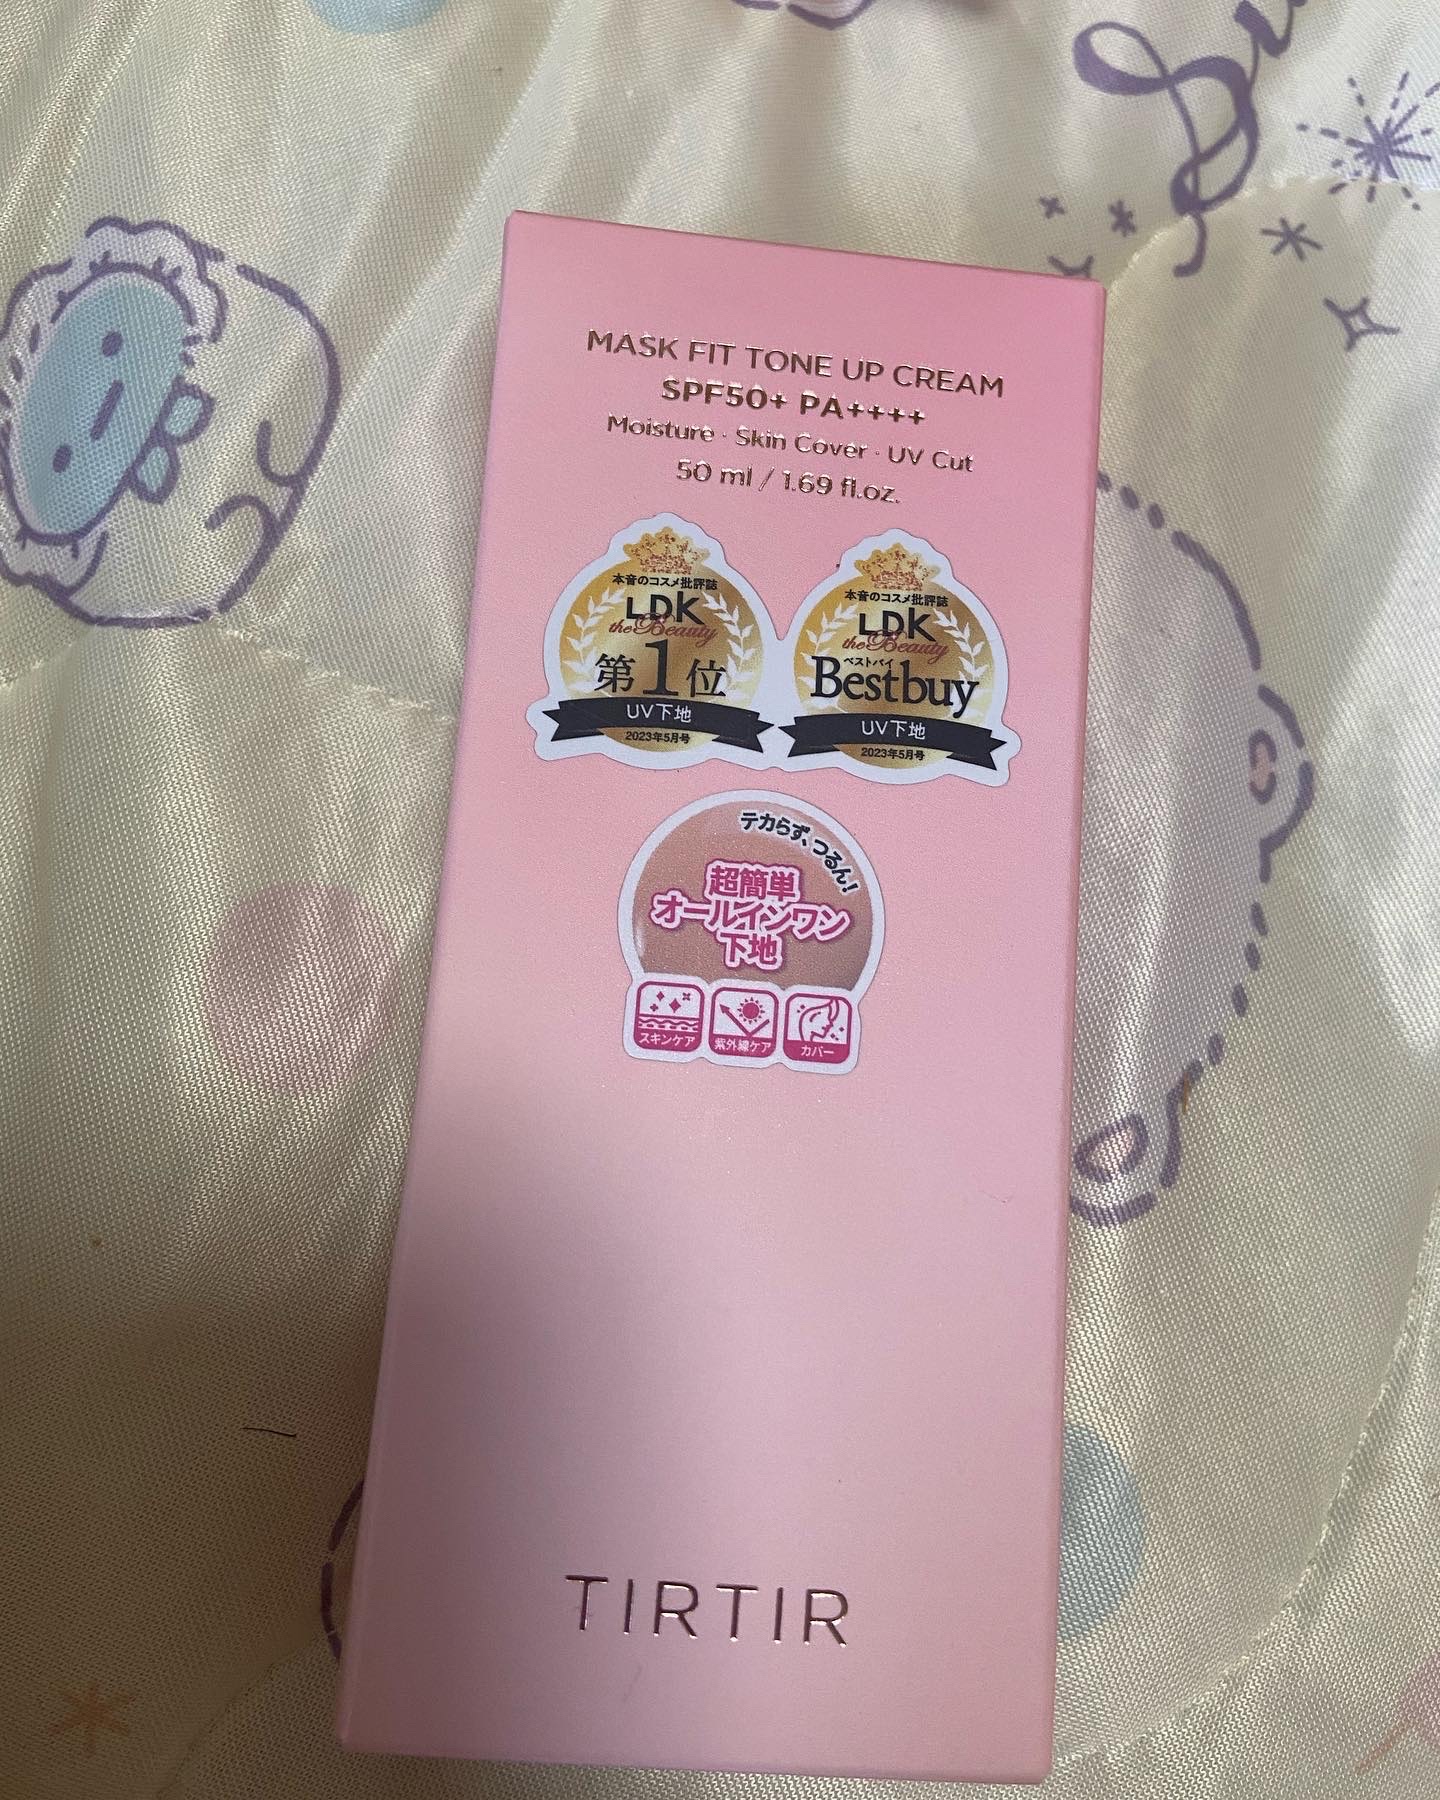 MASK FIT TONE UP CREAM
SPF50+ PA++++
Moisture · Skin Cover · UV Cut
50 ml / 1.69 fl.oz.
本音のコスメ批評誌
LDK
the Beauty
第1位
UV下地
2023年5月号
本音のコスメ批評誌
LDK
the Beauty
ベストバイ
Bestbuy
UV下地
2023年5月号
テカらず、つるん!
超簡単
オールインワン
下地
スキンケア
紫外線ケア
カバー
TIRTIR